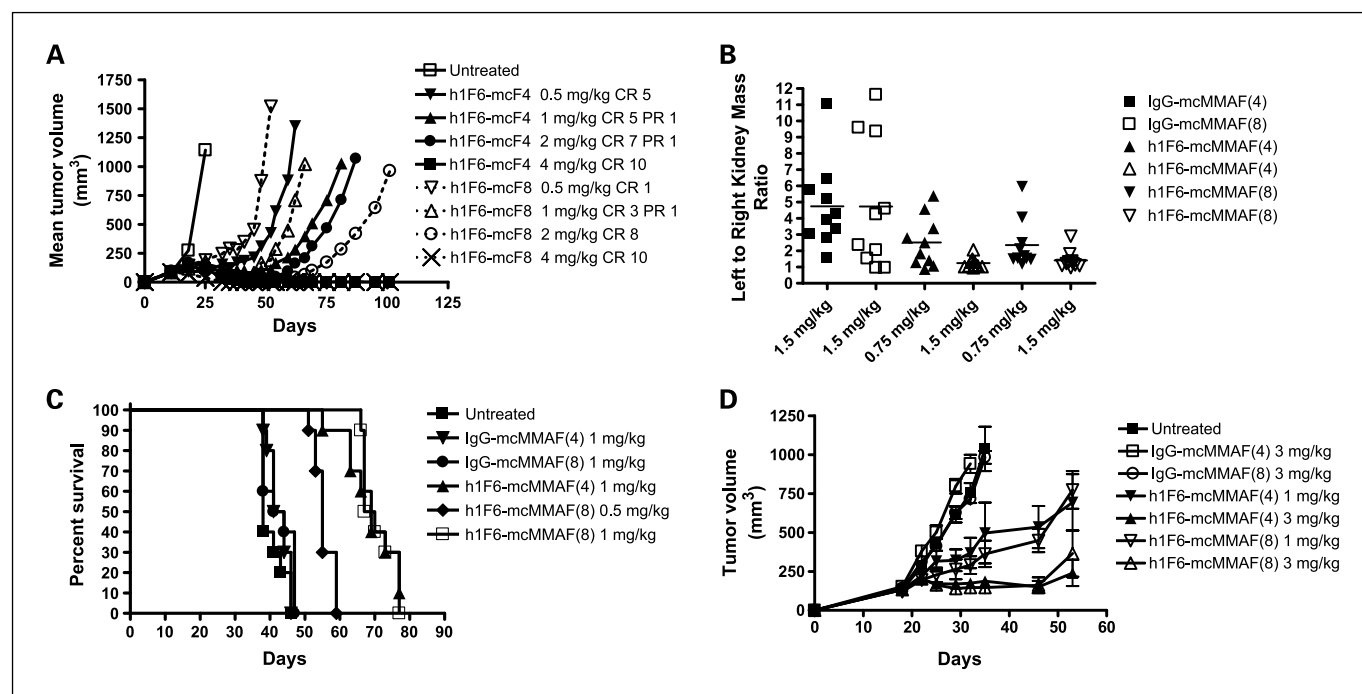 A
Mean tumor volume
(mm³)
1750
1500
1250
1000
750
500
250
0
0 25 50 75 100 125
Days
Untreated
h1F6-mcF4 0.5 mg/kg CR 5
h1F6-mcF4 1 mg/kg CR 5 PR 1
h1F6-mcF4 2 mg/kg CR 7 PR 1
h1F6-mcF4 4 mg/kg CR 10
h1F6-mcF8 0.5 mg/kg CR 1
h1F6-mcF8 1 mg/kg CR 3 PR 1
h1F6-mcF8 2 mg/kg CR 8
h1F6-mcF8 4 mg/kg CR 10
B
Left to Right Kidney Mass
Ratio
12
11
10
9
8
7
6
5
4
3
2
1
0
1.5 mg/kg
1.5 mg/kg
0.75 mg/kg
1.5 mg/kg
0.75 mg/kg
1.5 mg/kg
IgG-mcMMAF(4)
IgG-mcMMAF(8)
h1F6-mcMMAF(4)
h1F6-mcMMAF(4)
h1F6-mcMMAF(8)
h1F6-mcMMAF(8)
C
Percent survival
100
90
80
70
60
50
40
30
20
10
0
0 10 20 30 40 50 60 70 80 90
Days
Untreated
IgG-mcMMAF(4) 1 mg/kg
IgG-mcMMAF(8) 1 mg/kg
h1F6-mcMMAF(4) 1 mg/kg
h1F6-mcMMAF(8) 0.5 mg/kg
h1F6-mcMMAF(8) 1 mg/kg
D
Tumor volume
(mm³)
1250
1000
750
500
250
0
0 10 20 30 40 50 60
Days
Untreated
IgG-mcMMAF(4) 3 mg/kg
IgG-mcMMAF(8) 3 mg/kg
h1F6-mcMMAF(4) 1 mg/kg
h1F6-mcMMAF(4) 3 mg/kg
h1F6-mcMMAF(8) 1 mg/kg
h1F6-mcMMAF(8) 3 mg/kg